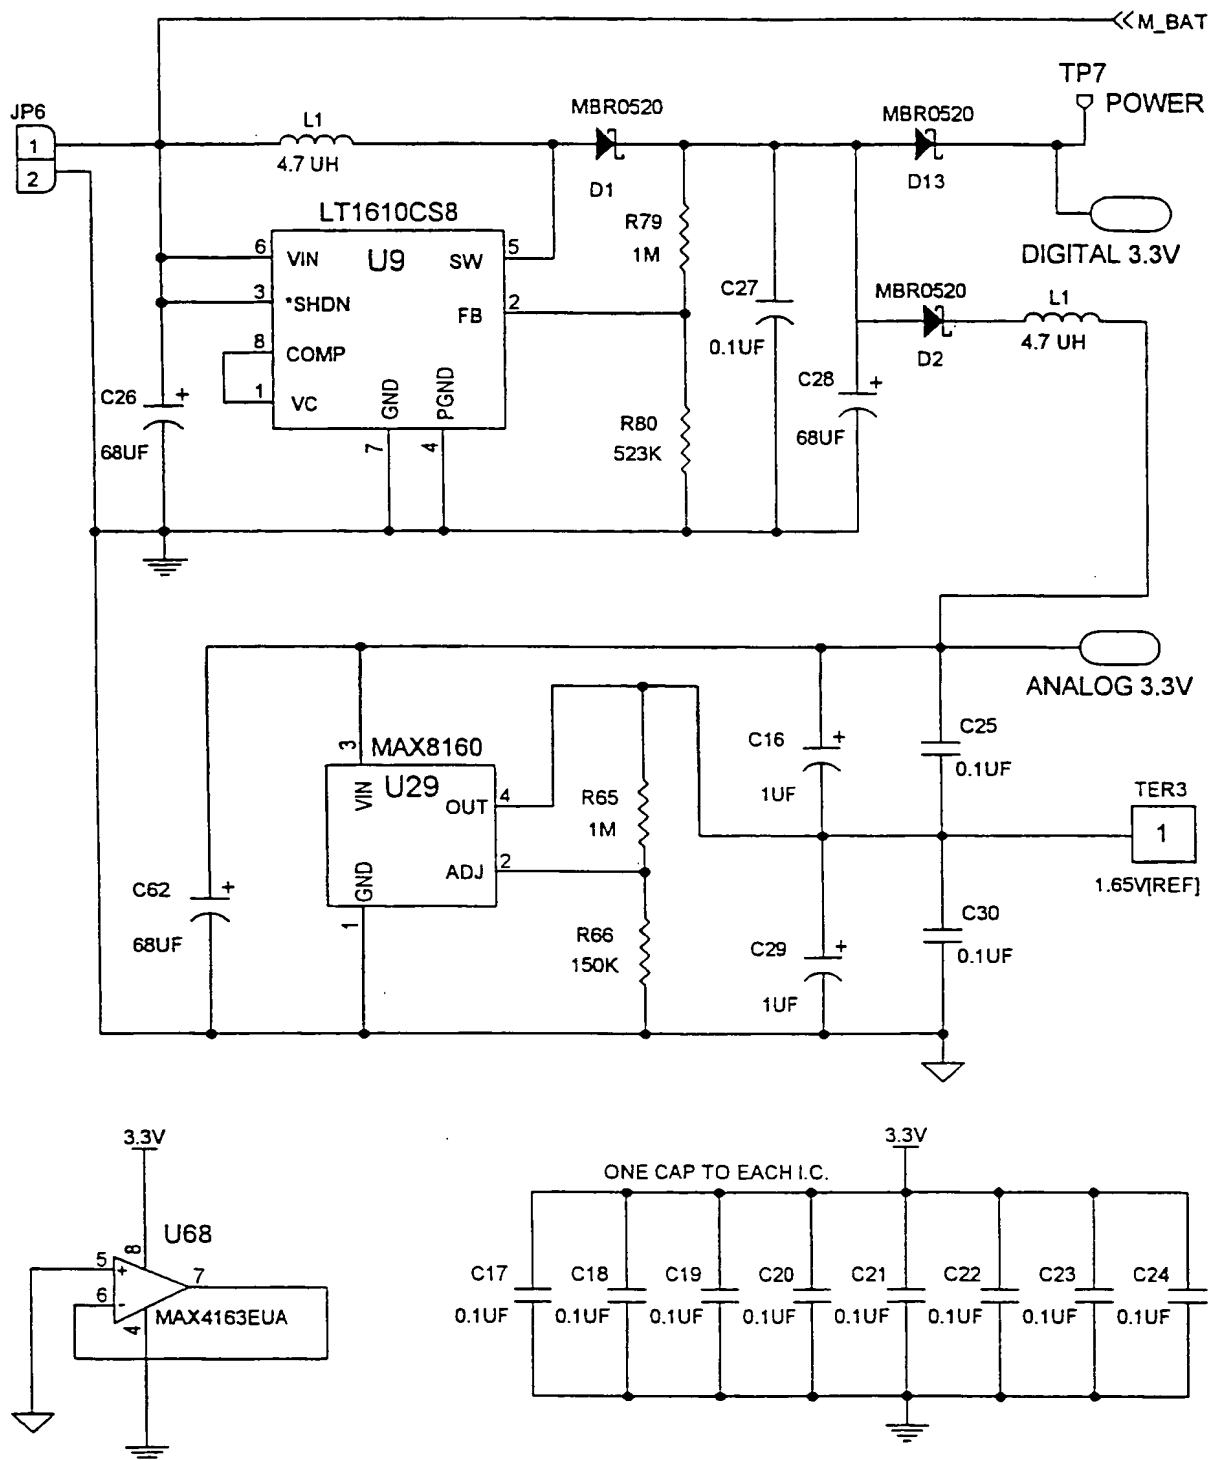 M_BAT
TP7
POWER
JP6
1
2
L1
4.7 UH
MBR0520
D1
MBR0520
D13
DIGITAL 3.3V
LT1610CS8
U9
6
VIN
3
*SHDN
8
COMP
1
VC
SW
5
FB
2
GND
7
PGND
4
C26
+
68UF
R79
1M
R80
523K
C27
0.1UF
C28
+
68UF
MBR0520
D2
L1
4.7 UH
ANALOG 3.3V
MAX8160
U29
3
VIN
OUT
4
ADJ
2
GND
1
C62
+
68UF
R65
1M
R66
150K
C16
+
1UF
C25
0.1UF
C29
+
1UF
C30
0.1UF
TER3
1
1.65V[REF]
3.3V
U68
8
5
+
6
-
7
4
MAX4163EUA
3.3V
ONE CAP TO EACH I.C.
C17
0.1UF
C18
0.1UF
C19
0.1UF
C20
0.1UF
C21
0.1UF
C22
0.1UF
C23
0.1UF
C24
0.1UF